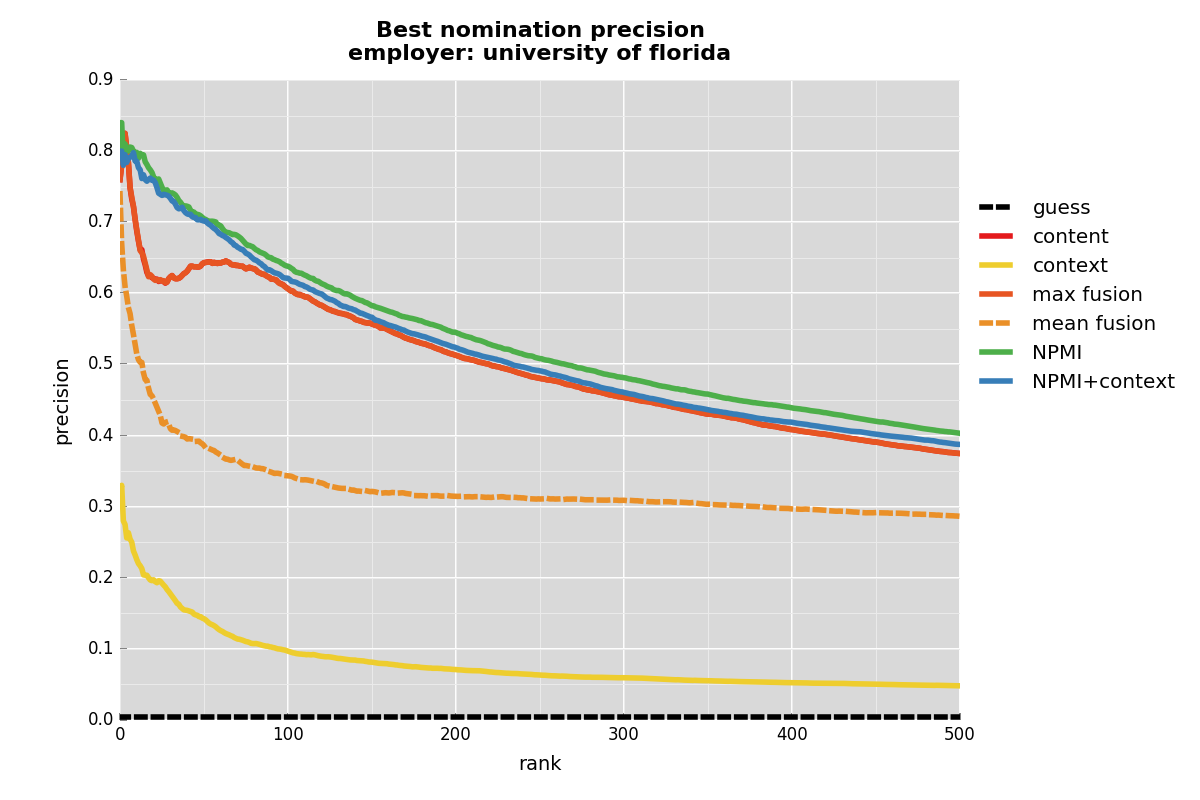 Best nomination precision
employer: university of florida
precision
0.9
0.8
0.7
0.6
0.5
0.4
0.3
0.2
0.1
0.0
0 100 200 300 400 500
rank
guess
content
context
max fusion
mean fusion
NPMI
NPMI+context